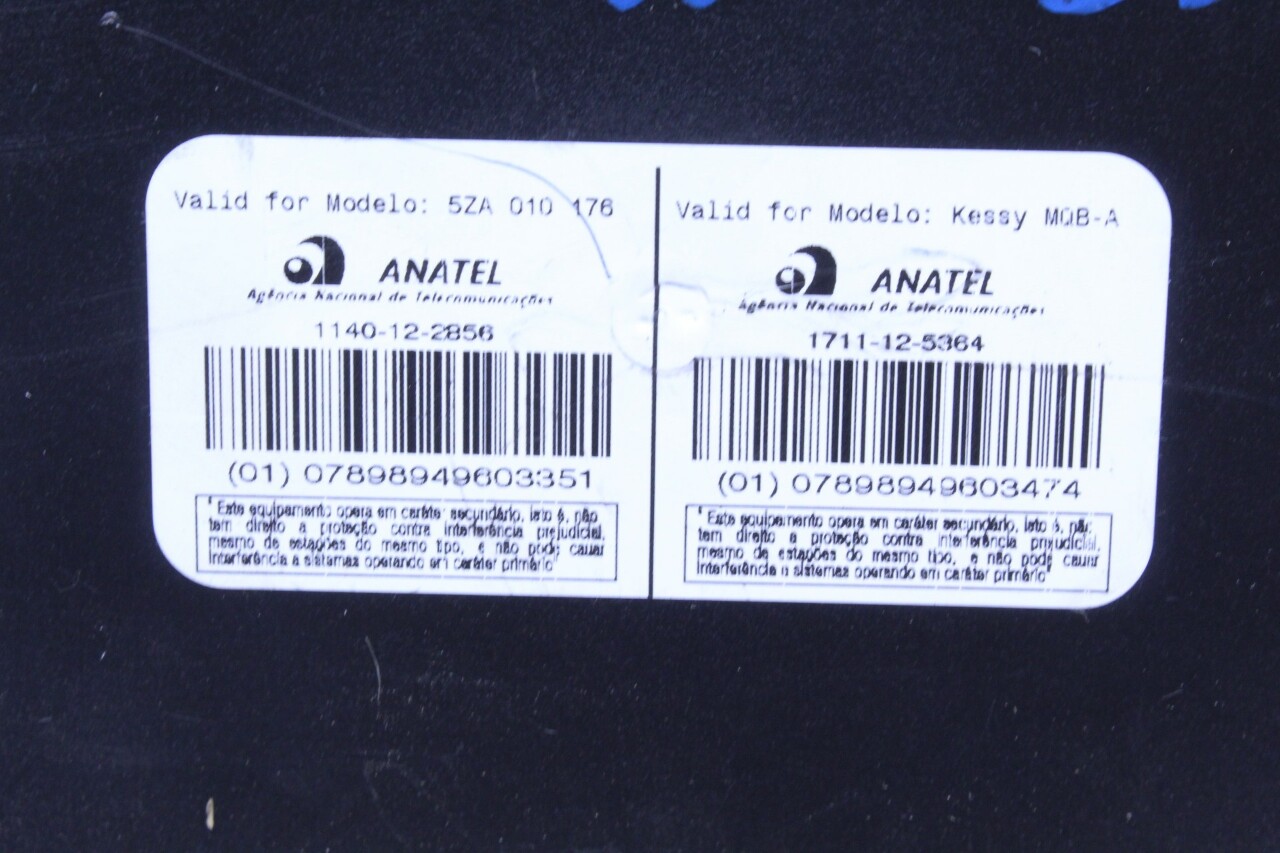 Valid for Modelo: 5ZA 010 176
ANATEL
Agência Nacional de Telecomunicações
1140-12-2856
(01) 07898949603351
"Este equipamento opera em caráter secundário, isto é, não
tem direito a proteção contra interferência prejudicial,
mesmo de estações do mesmo tipo, e não pode causar
interferência a sistemas operando em caráter primário"
Valid for Modelo: Kessy MQB-A
ANATEL
Agência Nacional de Telecomunicações
1711-12-5364
(01) 07898949603474
"Este equipamento opera em caráter secundário, isto é, não
tem direito a proteção contra interferência prejudicial,
mesmo de estações do mesmo tipo, e não pode causar
interferência a sistemas operando em caráter primário"